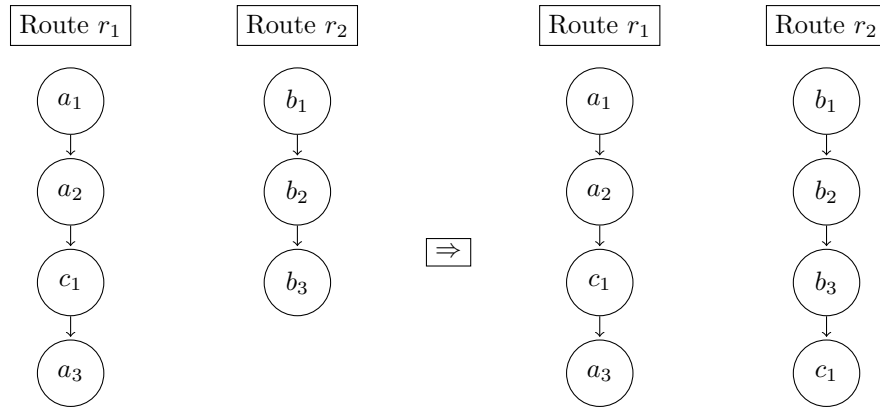 Route r₁ Route r₂ Route r₁ Route r₂
a₁ b₁ a₁ b₁
a₂ b₂ a₂ b₂
⇒
c₁ b₃ c₁ b₃
a₃ a₃ c₁